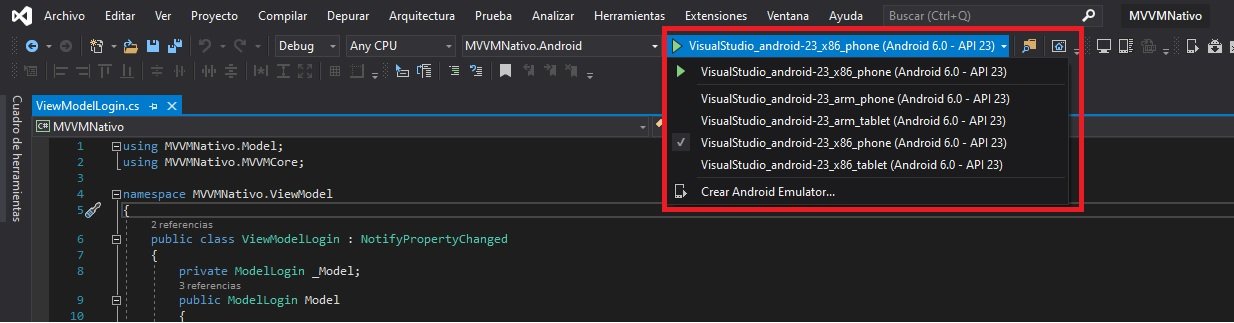 Archivo Editar Ver Proyecto Compilar Depurar Arquitectura Prueba Analizar Herramientas Extensiones Ventana Ayuda Buscar (Ctrl+Q) MVVMNativo
Debug Any CPU MVVMNativo.Android VisualStudio_android-23_x86_phone (Android 6.0 - API 23)
VisualStudio_android-23_x86_phone (Android 6.0 - API 23)
VisualStudio_android-23_arm_phone (Android 6.0 - API 23)
VisualStudio_android-23_arm_tablet (Android 6.0 - API 23)
VisualStudio_android-23_x86_phone (Android 6.0 - API 23)
VisualStudio_android-23_x86_tablet (Android 6.0 - API 23)
Crear Android Emulator...
Cuadro de herramientas
ViewModelLogin.cs
C# MVVMNativo
1 using MVVMNativo.Model;
2 using MVVMNativo.MVVMCore;
3
4 namespace MVVMNativo.ViewModel
5 {
2 referencias
6 public class ViewModelLogin : NotifyPropertyChanged
7 {
8 private ModelLogin _Model;
3 referencias
9 public ModelLogin Model
10 {